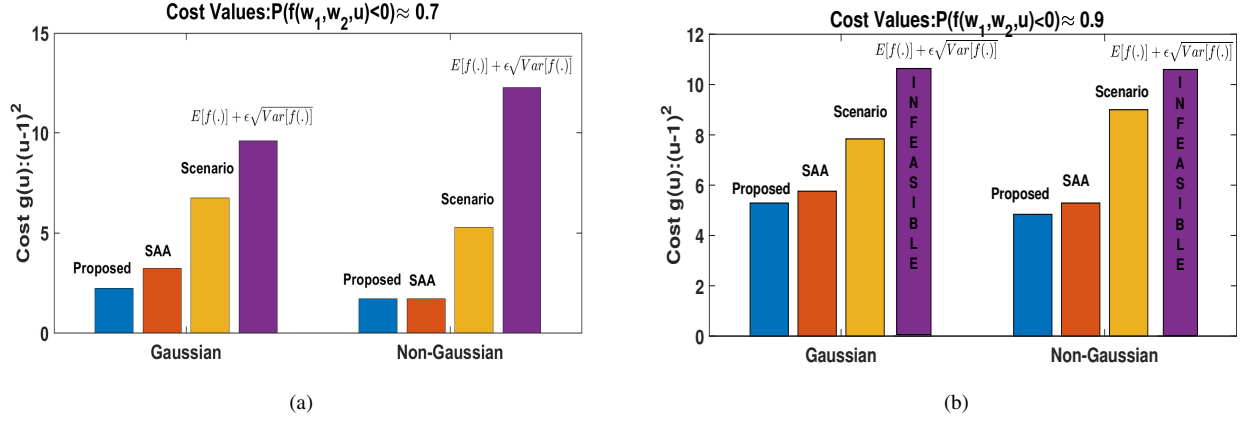 Cost Values:P(f(w₁,w₂,u)<0)≈ 0.7
Cost g(u):(u-1)²
15
10
5
0
Proposed
SAA
Scenario
E[f(.)] + ϵ√Var[f(.)]
Proposed
SAA
Scenario
E[f(.)] + ϵ√Var[f(.)]
Gaussian
Non-Gaussian
(a)
Cost Values:P(f(w₁,w₂,u)<0)≈ 0.9
Cost g(u):(u-1)²
12
10
8
6
4
2
0
Proposed
SAA
Scenario
E[f(.)] + ϵ√Var[f(.)]
INFEASIBLE
Proposed
SAA
Scenario
E[f(.)] + ϵ√Var[f(.)]
INFEASIBLE
Gaussian
Non-Gaussian
(b)